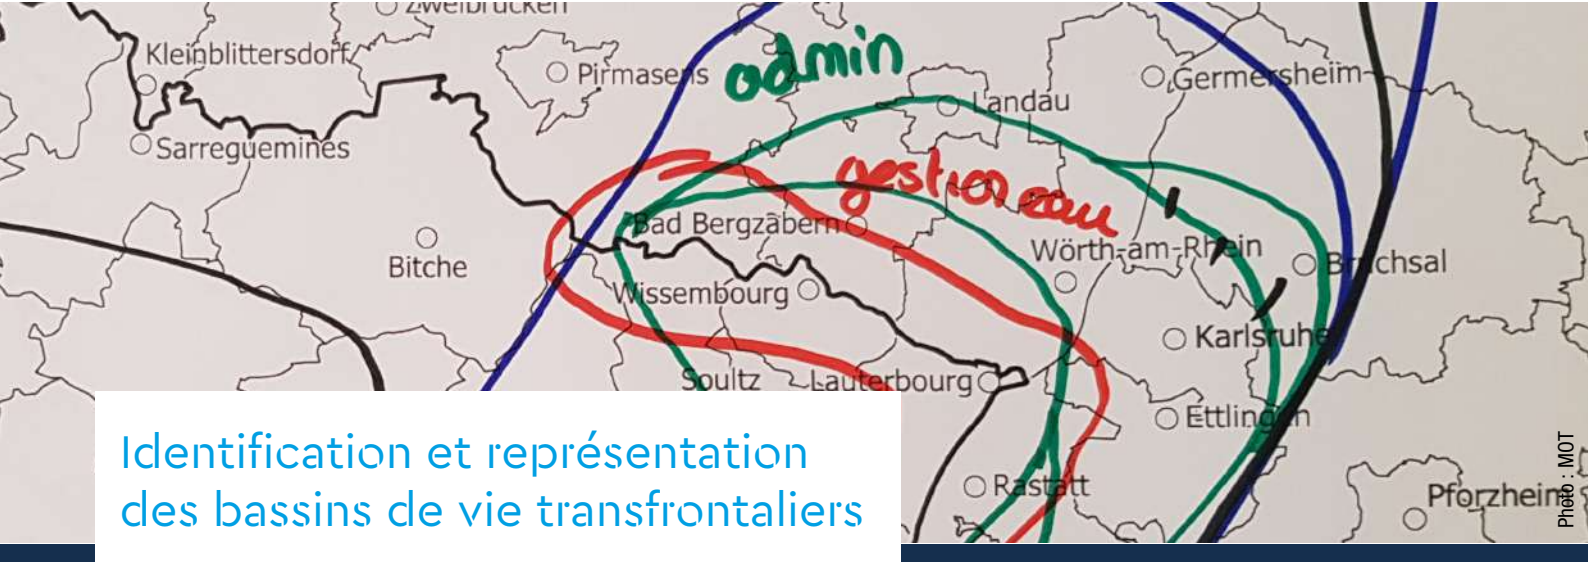 Zweibrücken
Kleinblittersdorf
Pirmasens
admin
Germersheim
Landau
Sarreguemines
gestion eau
Bad Bergzabern
Wörth-am-Rhein
Bruchsal
Bitche
Wissembourg
Karlsruhe
Soultz
Lauterbourg
Ettlingen
Rastatt
Pforzheim
Photo : MOT
Identification et représentation
des bassins de vie transfrontaliers